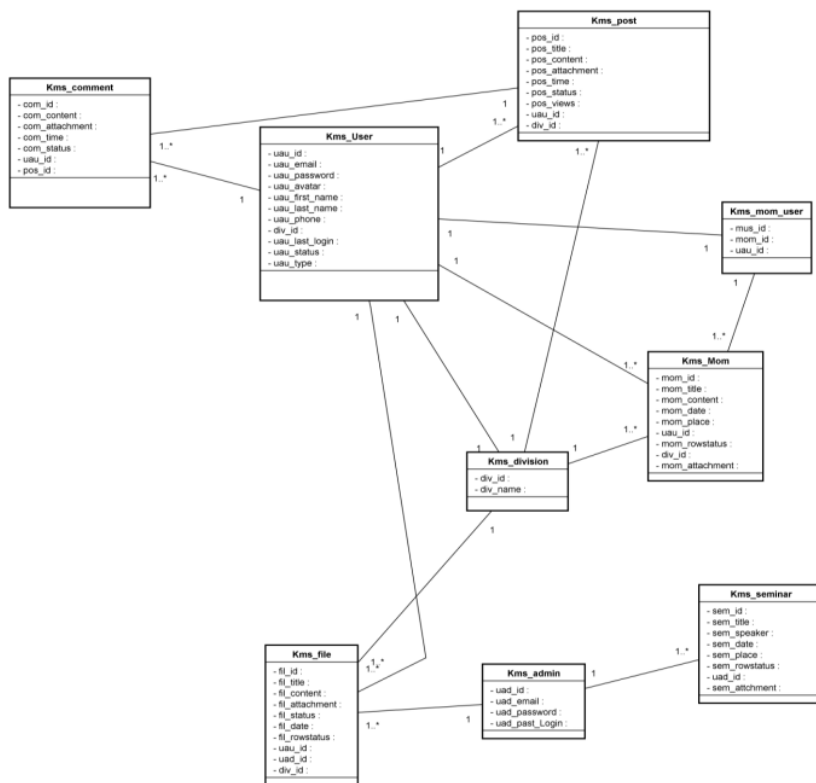 Kms_post
- pos_id :
- pos_title :
- pos_content :
- pos_attachment :
- pos_time :
- pos_status :
- pos_views :
- uau_id :
- div_id :
Kms_comment
- com_id :
- com_content :
- com_attachment :
- com_time :
- com_status :
- uau_id :
- pos_id :
1
1..*
1..*
1
Kms_User
- uau_id :
- uau_email :
- uau_password :
- uau_avatar :
- uau_first_name :
- uau_last_name :
- uau_phone :
- div_id :
- uau_last_login :
- uau_status :
- uau_type :
1
1..*
1..*
1
1
1
1
1
Kms_mom_user
- mus_id :
- mom_id :
- uau_id :
1
1..*
1..*
1..*
Kms_Mom
- mom_id :
- mom_title :
- mom_content :
- mom_date :
- mom_place :
- uau_id :
- mom_rowstatus :
- div_id :
- mom_attachment :
1
1
1
Kms_division
- div_id :
- div_name :
1
1..*
1..*
Kms_file
- fil_id :
- fil_title :
- fil_content :
- fil_attachment :
- fil_status :
- fil_date :
- fil_rowstatus :
- uau_id :
- uad_id :
- div_id :
1..*
1
Kms_admin
- uad_id :
- uad_email :
- uad_password :
- uad_past_Login :
1
1..*
Kms_seminar
- sem_id :
- sem_title :
- sem_speaker :
- sem_date :
- sem_place :
- sem_rowstatus :
- uad_id :
- sem_attchment :